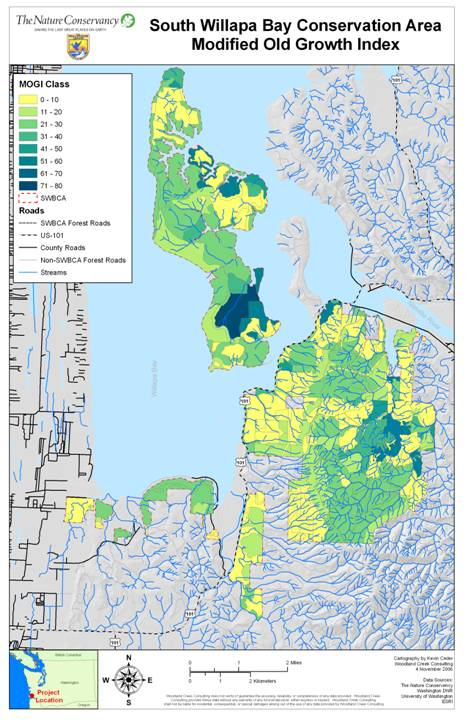 The Nature Conservancy
SAVING THE LAST GREAT PLACES ON EARTH
South Willapa Bay Conservation Area
Modified Old Growth Index
MOGI Class
0 - 10
11 - 20
21 - 30
31 - 40
41 - 50
51 - 60
61 - 70
71 - 80
SWBCA
Roads
SWBCA Forest Roads
US-101
County Roads
Non-SWBCA Forest Roads
Streams
101
Willapa Bay
101
101
101
British Columbia
Washington
Oregon
Project
Location
N
W
E
S
N
0 1 2 Miles
0 1 2 Kilometers
Cartography by Kevin Ceder
Woodland Creek Consulting
4 November 2006
Data Sources:
The Nature Conservancy
Washington DNR
University of Washington
ESRI